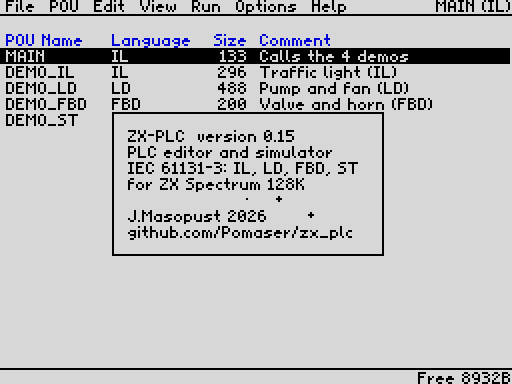 File POU Edit View Run Options Help MAIN (IL)
POU Name Language Size Comment
MAIN IL 133 Calls the 4 demos
DEMO_IL IL 296 Traffic light (IL)
DEMO_LD LD 488 Pump and fan (LD)
DEMO_FBD FBD 200 Valve and horn (FBD)
DEMO_ST
ZX-PLC version 0.15
PLC editor and simulator
IEC 61131-3: IL, LD, FBD, ST
for ZX Spectrum 128K
J.Masopust 2026
github.com/Pomaser/zx_plc
Free 8932B